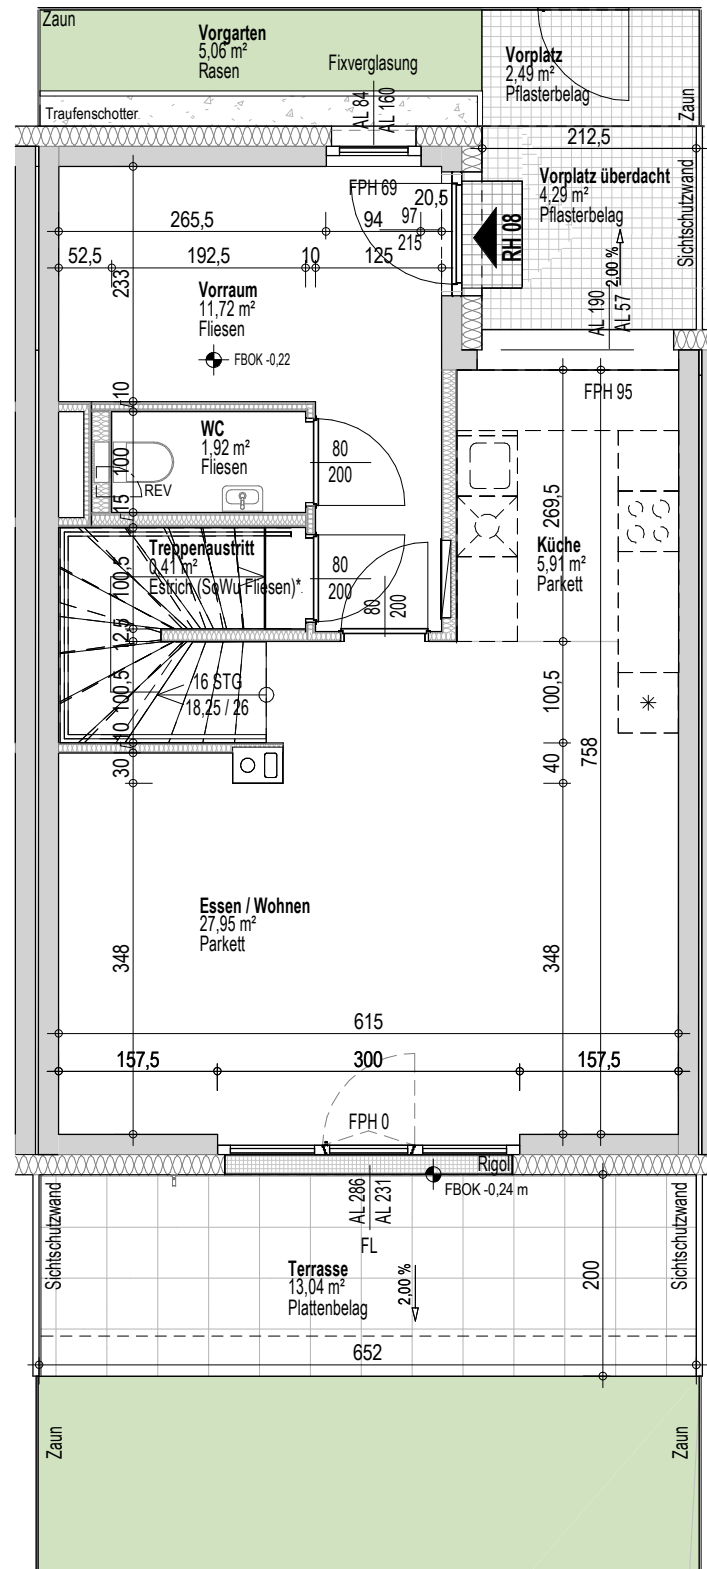 Zaun
Vorgarten
5,06 m²
Rasen
Fixverglasung
Vorplatz
2,49 m²
Pflasterbelag
Zaun
Traufenschotter
AL 84
AL 160
212,5
Vorplatz überdacht
4,29 m²
Pflasterbelag
Sichtschutzwand
FPH 69
20,5
265,5
94
97
215
RH 08
52,5
192,5
10
125
2,00 %
233
Vorraum
11,72 m²
Fliesen
FBOK -0,22
AL 190
AL 57
FPH 95
10
WC
1,92 m²
Fliesen
100
REV
15
80
200
269,5
Küche
5,91 m²
Parkett
Treppenaustritt
0,41 m²
Estrich (SoWu Fliesen)*
100,5
80
200
80
200
12,5
16 STG
18,25 / 26
100,5
100,5
10
30
40
758
Essen / Wohnen
27,95 m²
Parkett
348
348
615
157,5
300
157,5
FPH 0
Rigol
FBOK -0,24 m
AL 286
AL 231
FL
Sichtschutzwand
Sichtschutzwand
Terrasse
13,04 m²
Plattenbelag
2,00 %
200
652
Zaun
Zaun